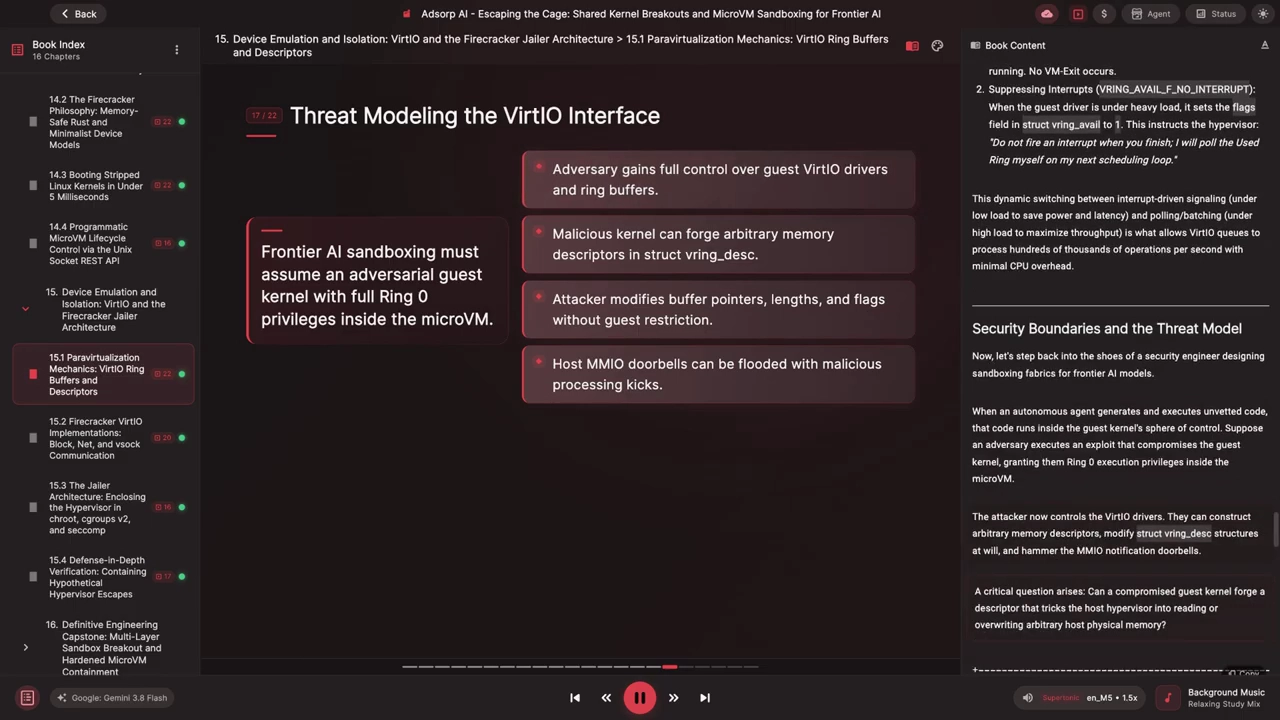 Back
Adsorp AI - Escaping the Cage: Shared Kernel Breakouts and MicroVM Sandboxing for Frontier AI
$
Agent
Status
Book Index
16 Chapters
14.2 The Firecracker
Philosophy: Memory-
Safe Rust and
Minimalist Device
Models
22
14.3 Booting Stripped
Linux Kernels in Under
5 Milliseconds
22
14.4 Programmatic
MicroVM Lifecycle
Control via the Unix
Socket REST API
16
15. Device Emulation and
Isolation: VirtIO and the
Firecracker Jailer
Architecture
15.1 Paravirtualization
Mechanics: VirtIO Ring
Buffers and
Descriptors
22
15.2 Firecracker VirtIO
Implementations:
Block, Net, and vsock
Communication
20
15.3 The Jailer
Architecture: Enclosing
the Hypervisor in
chroot, cgroups v2,
and seccomp
16
15.4 Defense-in-Depth
Verification: Containing
Hypothetical
Hypervisor Escapes
17
16. Definitive Engineering
Capstone: Multi-Layer
Sandbox Breakout and
Hardened MicroVM
Containment
15. Device Emulation and Isolation: VirtIO and the Firecracker Jailer Architecture > 15.1 Paravirtualization Mechanics: VirtIO Ring Buffers
and Descriptors
17 / 22
Threat Modeling the VirtIO Interface
Frontier AI sandboxing must
assume an adversarial guest
kernel with full Ring 0
privileges inside the microVM.
Adversary gains full control over guest VirtIO drivers
and ring buffers.
Malicious kernel can forge arbitrary memory
descriptors in struct vring_desc.
Attacker modifies buffer pointers, lengths, and flags
without guest restriction.
Host MMIO doorbells can be flooded with malicious
processing kicks.
Book Content
running. No VM-Exit occurs.
2. Suppressing Interrupts (VRING_AVAIL_F_NO_INTERRUPT):
When the guest driver is under heavy load, it sets the flags
field in struct vring_avail to 1. This instructs the hypervisor:
"Do not fire an interrupt when you finish; I will poll the Used
Ring myself on my next scheduling loop."
This dynamic switching between interrupt-driven signaling (under
low load to save power and latency) and polling/batching (under
high load to maximize throughput) is what allows VirtIO queues to
process hundreds of thousands of operations per second with
minimal CPU overhead.
Security Boundaries and the Threat Model
Now, let's step back into the shoes of a security engineer designing
sandboxing fabrics for frontier AI models.
When an autonomous agent generates and executes unvetted code,
that code runs inside the guest kernel's sphere of control. Suppose
an adversary executes an exploit that compromises the guest
kernel, granting them Ring 0 execution privileges inside the
microVM.
The attacker now controls the VirtIO drivers. They can construct
arbitrary memory descriptors, modify struct vring_desc structures
at will, and hammer the MMIO notification doorbells.
A critical question arises: Can a compromised guest kernel forge a
descriptor that tricks the host hypervisor into reading or
overwriting arbitrary host physical memory?
Copy
Google: Gemini 3.8 Flash
Supertonic en_M5 • 1.5x
Background Music
Relaxing Study Mix